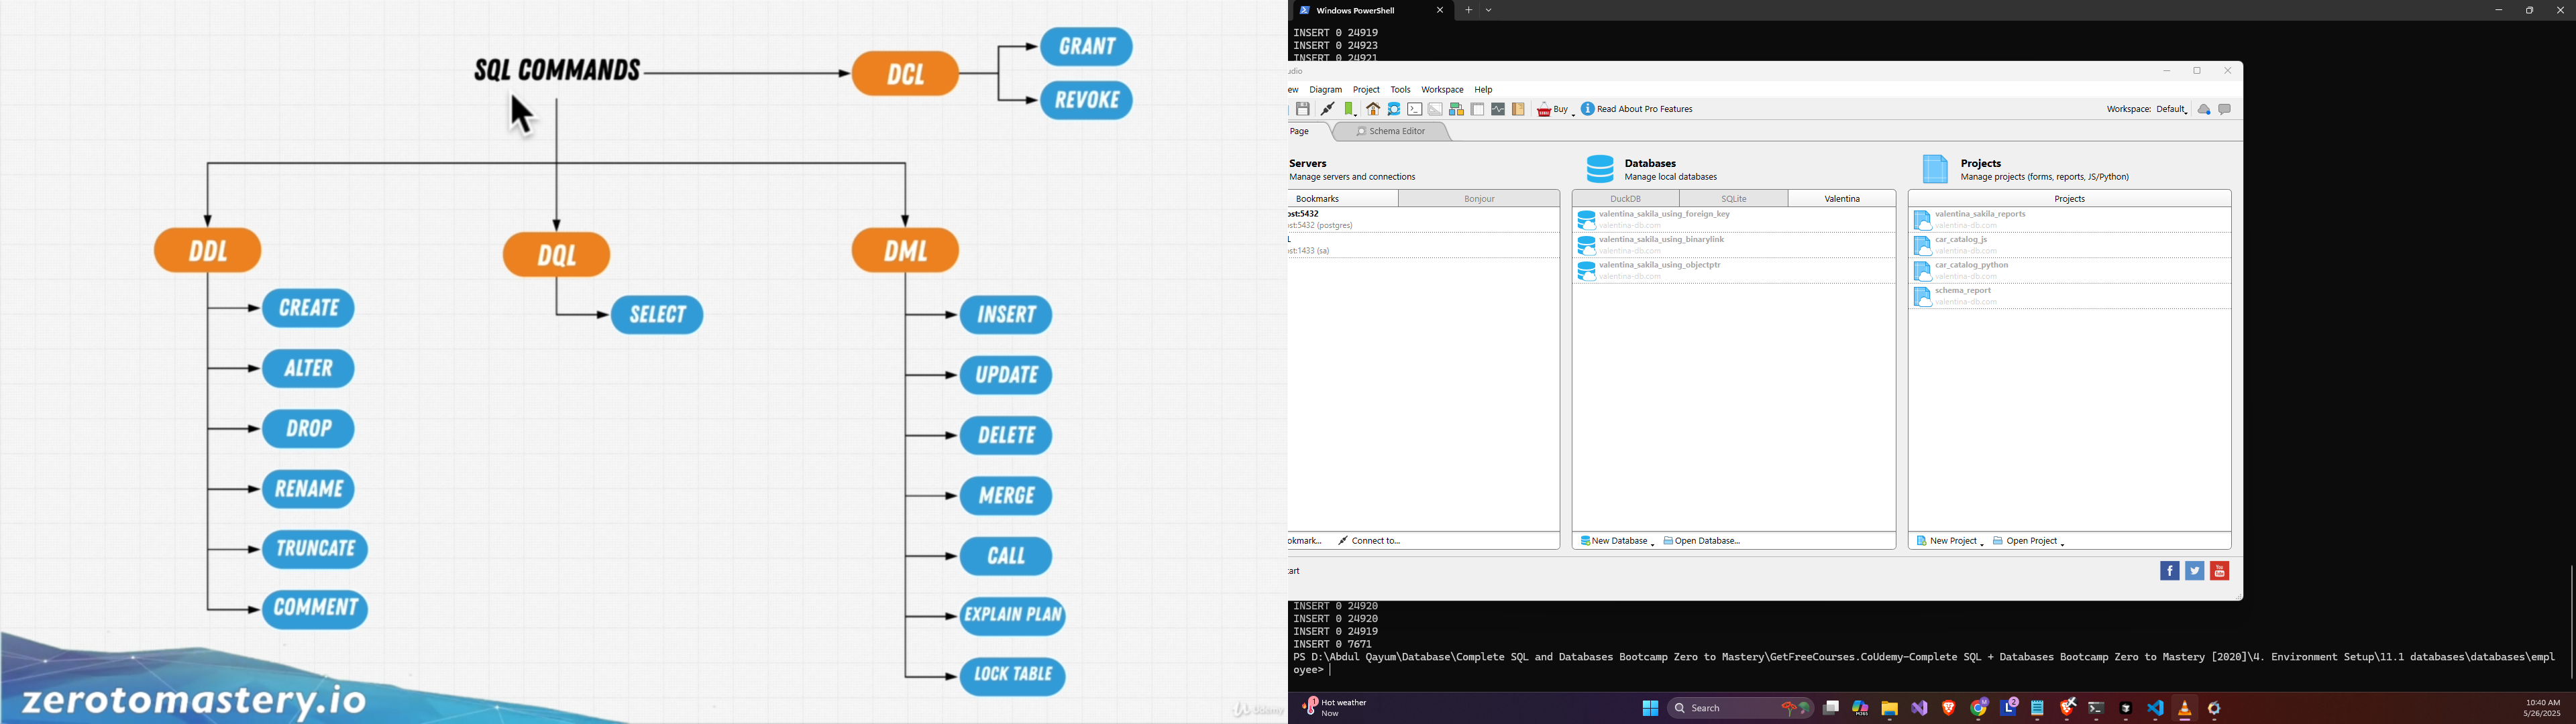 SQL COMMANDS
DCL
GRANT
REVOKE
DDL
CREATE
ALTER
DROP
RENAME
TRUNCATE
COMMENT
DQL
SELECT
DML
INSERT
UPDATE
DELETE
MERGE
CALL
EXPLAIN PLAN
LOCK TABLE
zerotomastery.io
Udemy
Windows PowerShell
INSERT 0 24919
INSERT 0 24923
INSERT 0 24921
udio
ew Diagram Project Tools Workspace Help
Buy Read About Pro Features Workspace: Default
Page Schema Editor
Servers
Manage servers and connections
Bookmarks Bonjour
ost:5432
ost:5432 (postgres)
L
ost:1433 (sa)
okmark... Connect to...
Databases
Manage local databases
DuckDB SQLite Valentina
valentina_sakila_using_foreign_key
valentina-db.com
valentina_sakila_using_binarylink
valentina-db.com
valentina_sakila_using_objectptr
valentina-db.com
New Database Open Database...
Projects
Manage projects (forms, reports, JS/Python)
Projects
valentina_sakila_reports
valentina-db.com
car_catalog_js
valentina-db.com
car_catalog_python
valentina-db.com
schema_report
valentina-db.com
New Project Open Project
tart
INSERT 0 24920
INSERT 0 24920
INSERT 0 24919
INSERT 0 7671
PS D:\Abdul Qayum\Database\Complete SQL and Databases Bootcamp Zero to Mastery\GetFreeCourses.CoUdemy-Complete SQL + Databases Bootcamp Zero to Mastery [2020]\4. Environment Setup\11.1 databases\databases\empl
oyee>
Hot weather
Now
Search
10:40 AM
5/26/2025